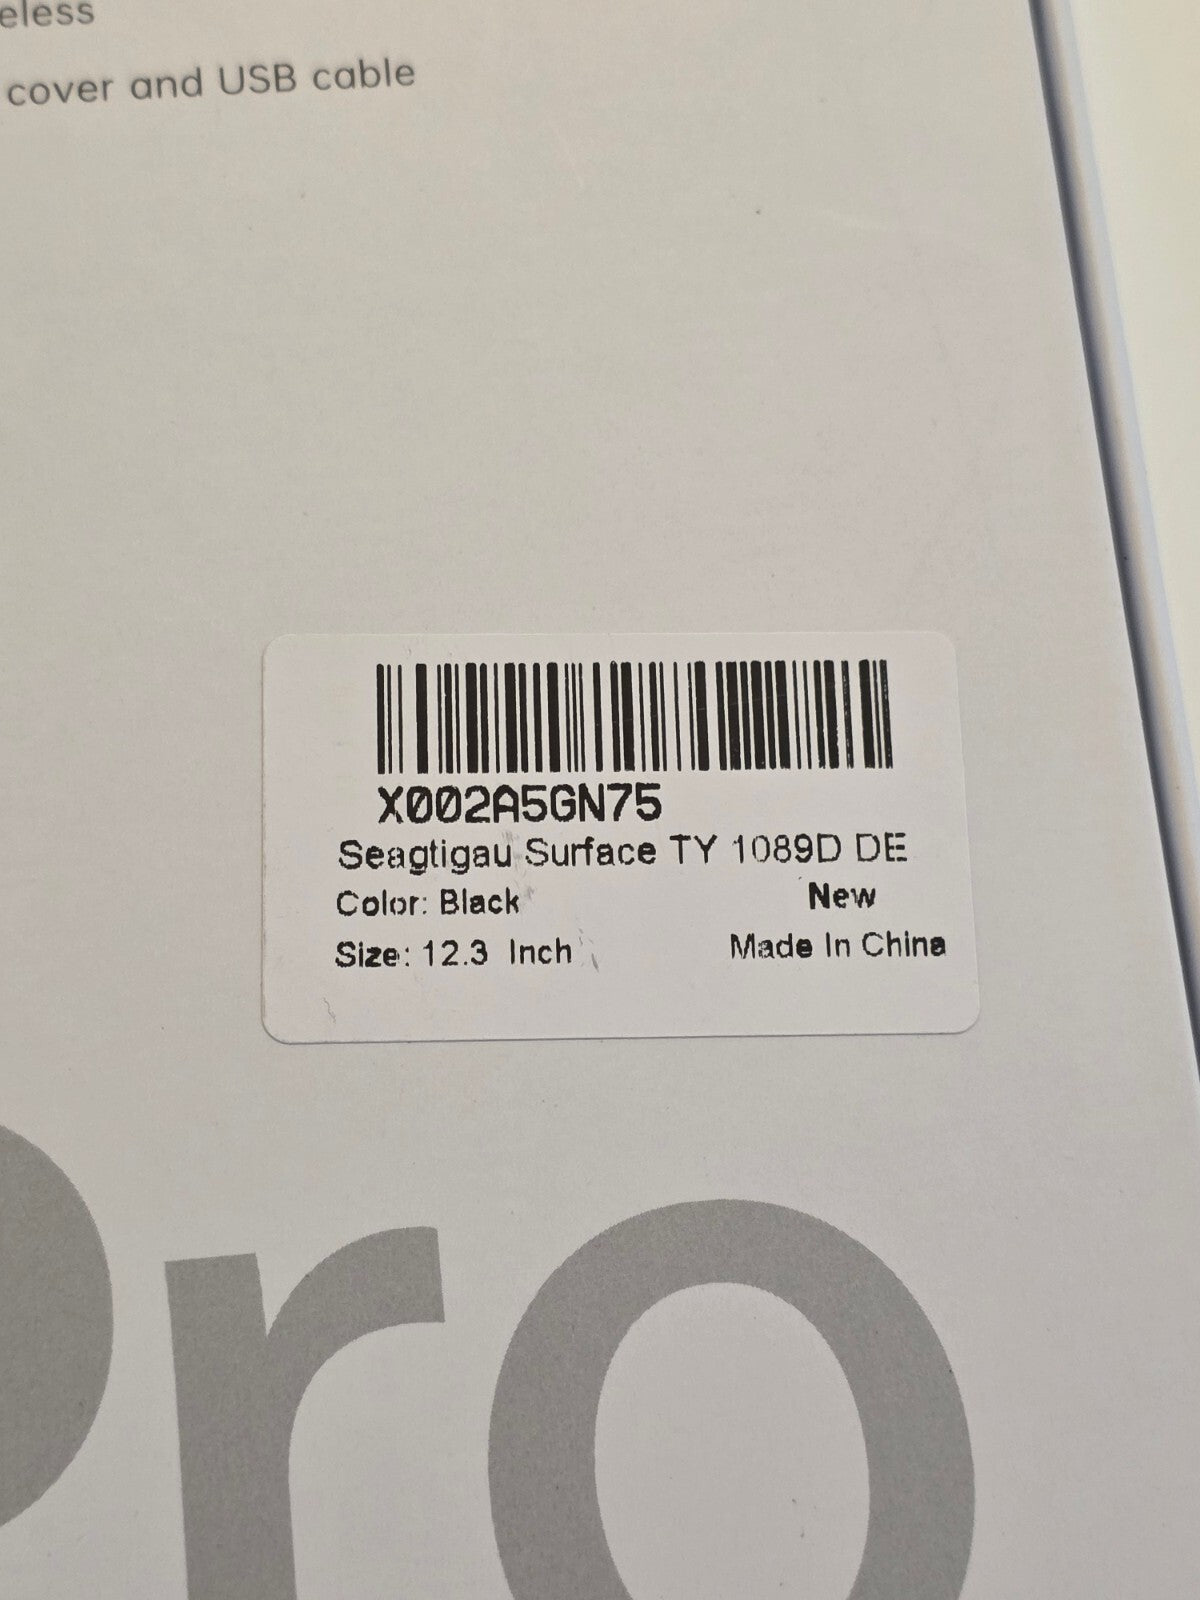 eless
cover and USB cable
X002A5GN75
Seagtigau Surface TY 1089D DE
Color: Black New
Size: 12.3 Inch Made In China
Pro